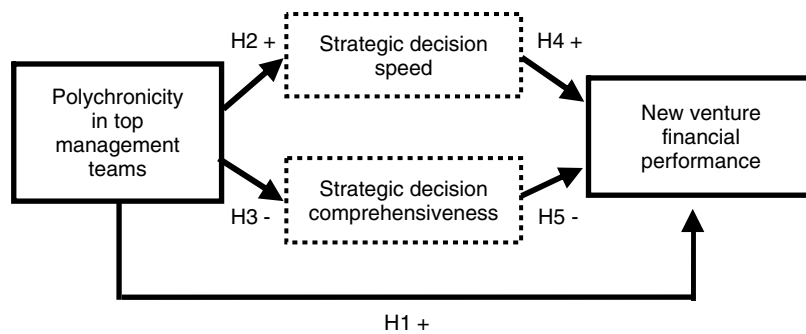 H2 +
Strategic decision
speed
H4 +
Polychronicity
in top
management
teams
New venture
financial
performance
H3 -
Strategic decision
comprehensiveness
H5 -
H1 +